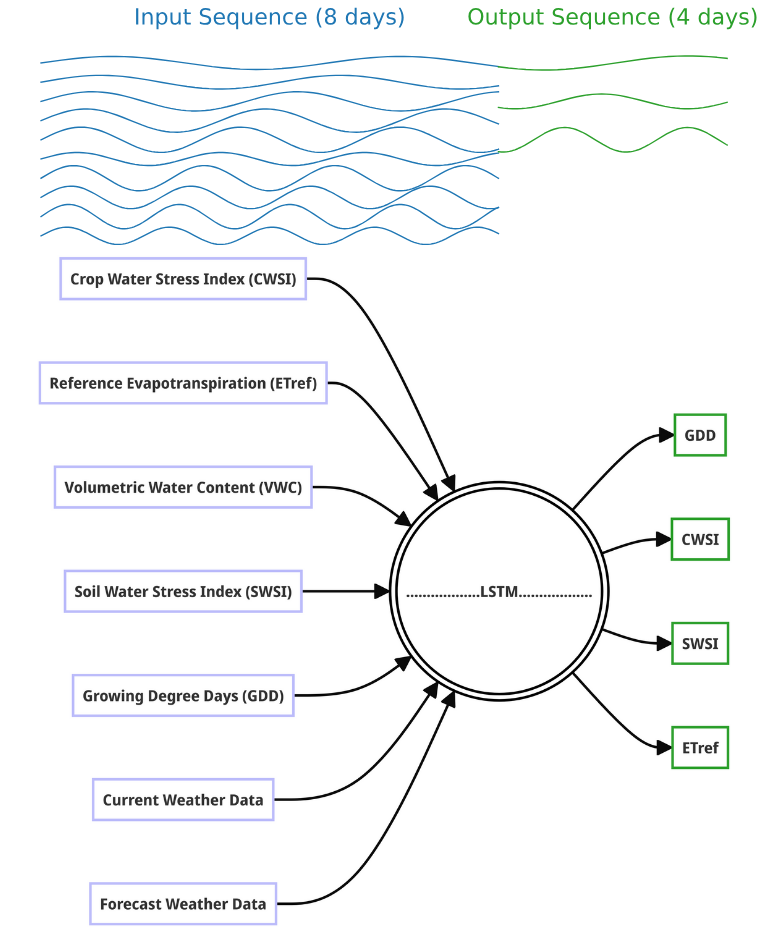 Input Sequence (8 days)
Output Sequence (4 days)
Crop Water Stress Index (CWSI)
Reference Evapotranspiration (ETref)
Volumetric Water Content (VWC)
Soil Water Stress Index (SWSI)
Growing Degree Days (GDD)
Current Weather Data
Forecast Weather Data
..................LSTM..................
GDD
CWSI
SWSI
ETref